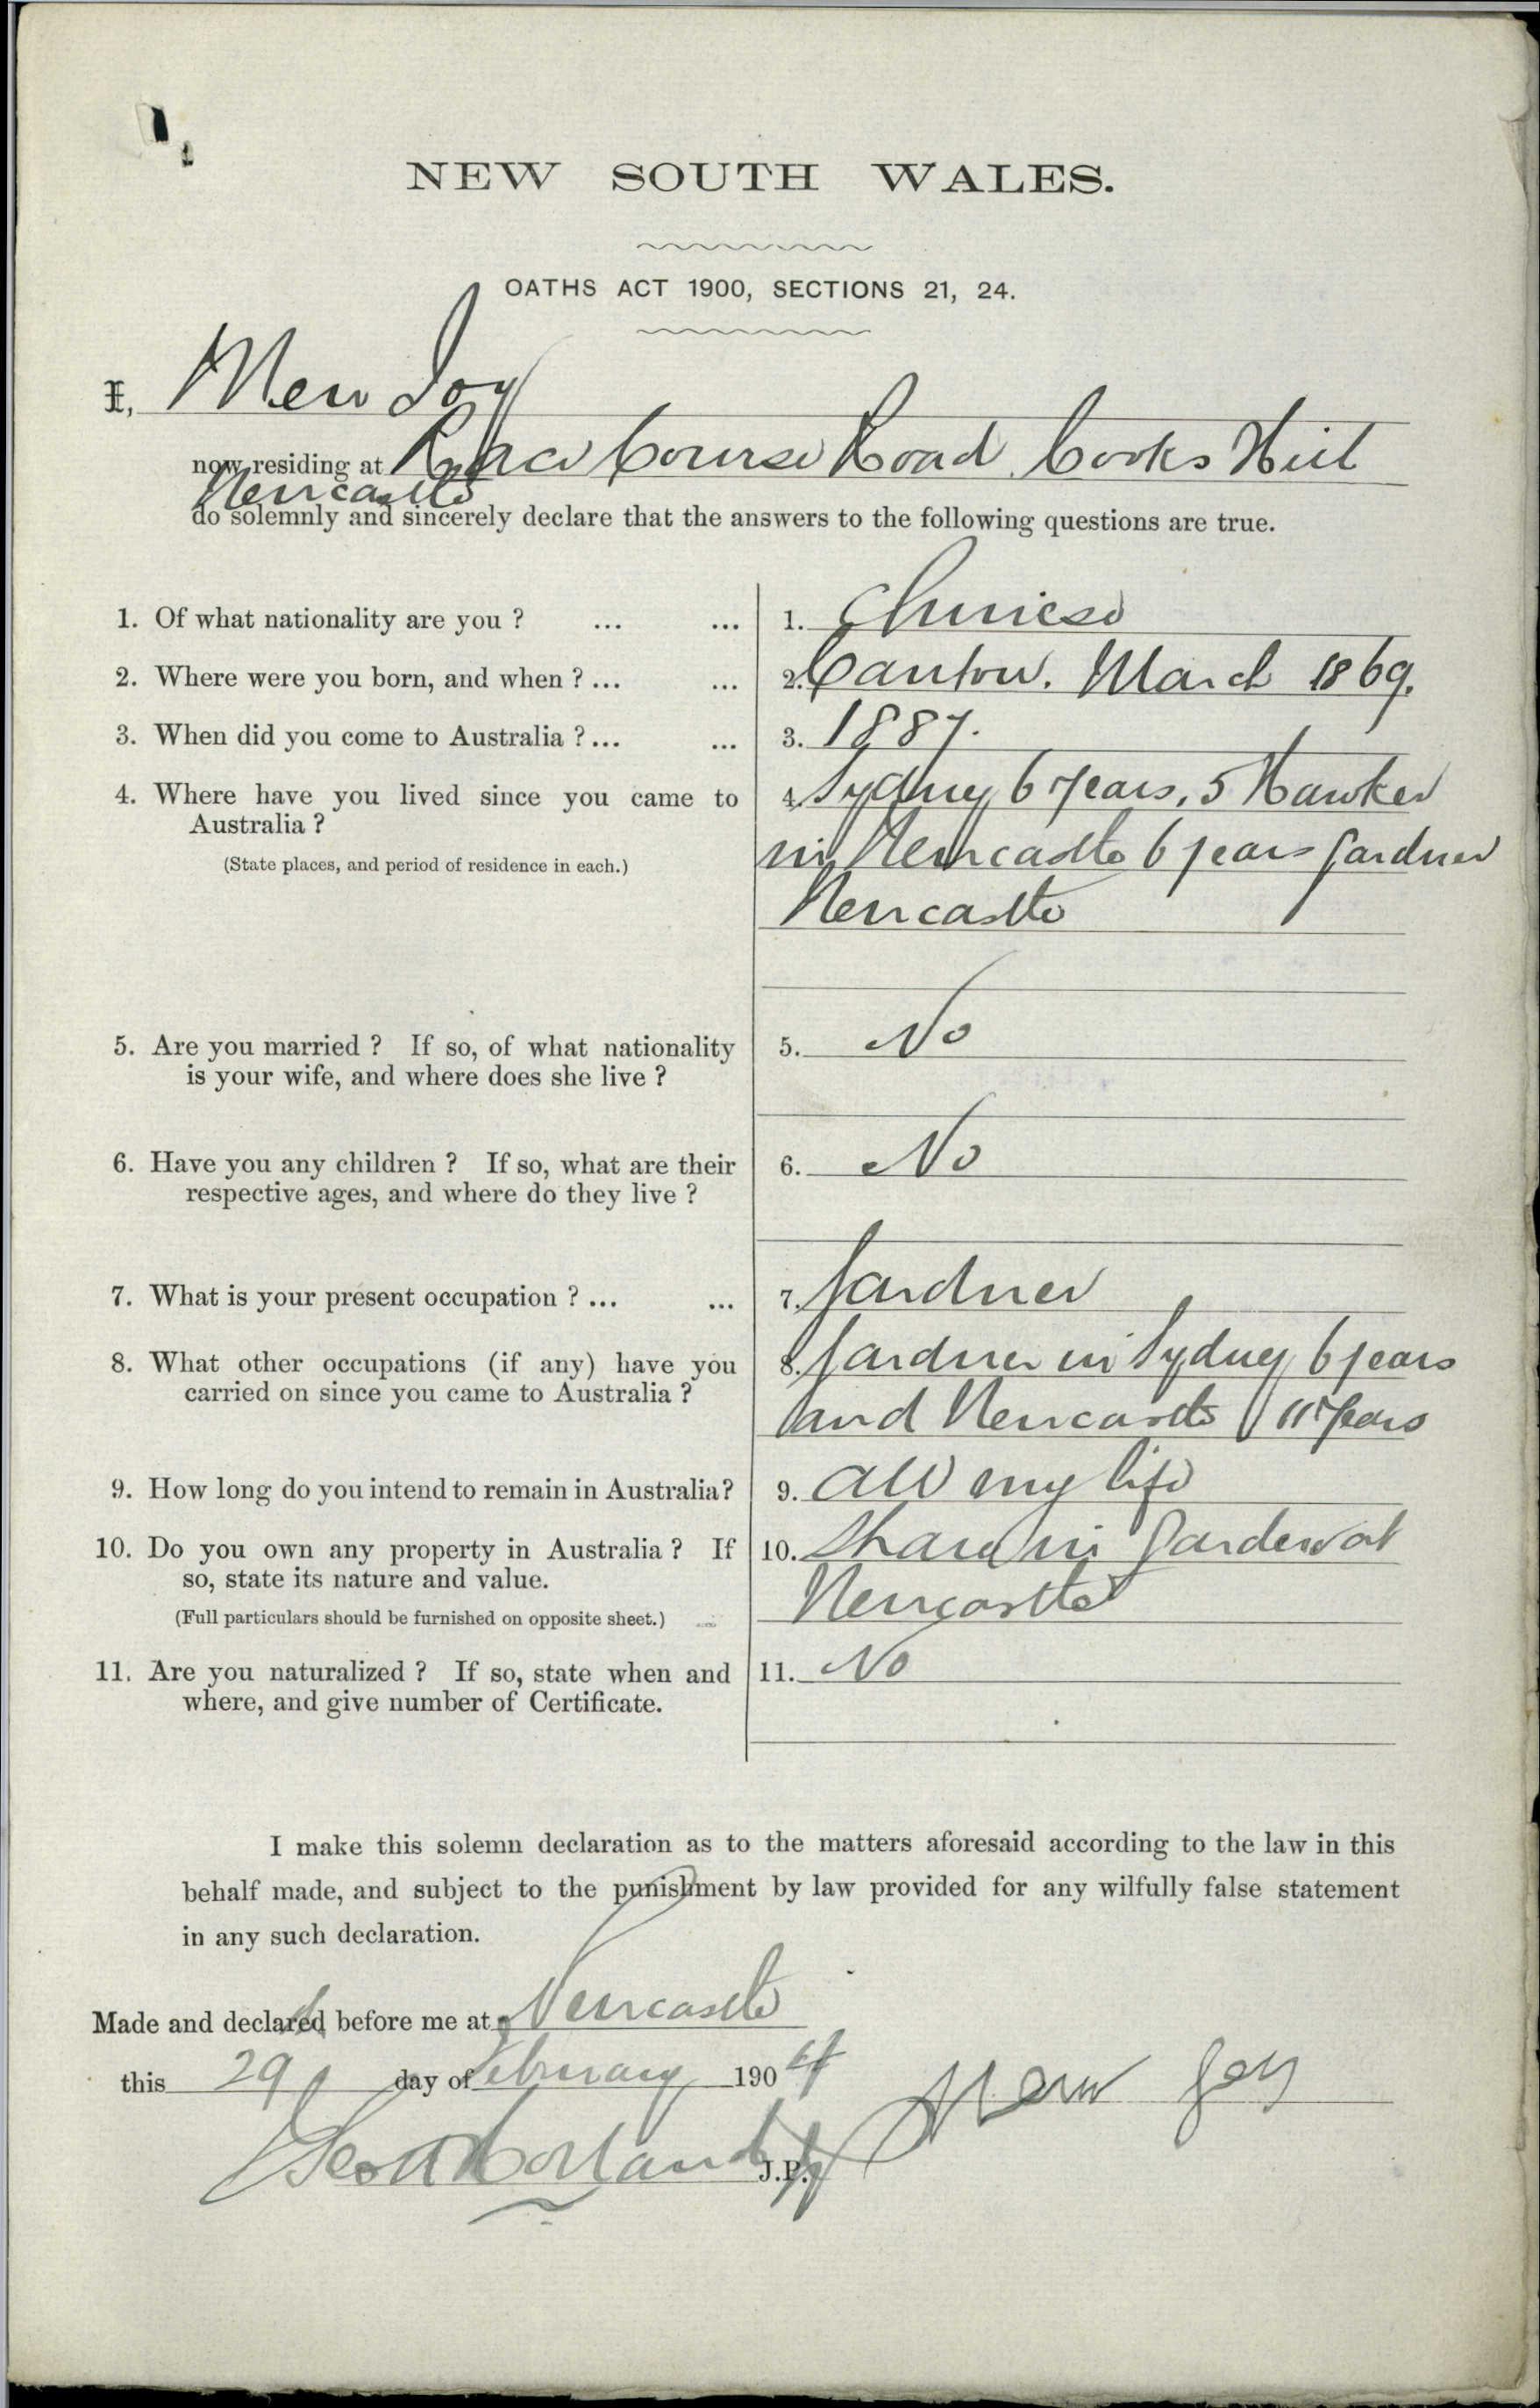 NEW SOUTH WALES.
OATHS ACT 1900, SECTIONS 21, 24.
I, Mew Joy
now residing at Race Course Road Cooks Hill
Newcastle
do solemnly and sincerely declare that the answers to the following questions are true.
1. Of what nationality are you ? ... ... 1. Chinese
2. Where were you born, and when ? ... ... 2. Canton. March 1869.
3. When did you come to Australia ? ... ... 3. 1887.
4. Where have you lived since you came to 4. Sydney 6 years, 5 Hawker
Australia ?
(State places, and period of residence in each.) in Newcastle 6 years Gardner
Newcastle
5. Are you married ? If so, of what nationality 5. No
is your wife, and where does she live ?
6. Have you any children ? If so, what are their 6. No
respective ages, and where do they live ?
7. What is your present occupation ? ... ... 7. Gardner
8. What other occupations (if any) have you 8. Gardner in Sydney 6 years
carried on since you came to Australia ? and Newcastle 11 years
9. How long do you intend to remain in Australia? 9. All my life
10. Do you own any property in Australia ? If 10. Share in Garden at
so, state its nature and value. Newcastle
(Full particulars should be furnished on opposite sheet.)
11. Are you naturalized ? If so, state when and 11. No
where, and give number of Certificate.
I make this solemn declaration as to the matters aforesaid according to the law in this
behalf made, and subject to the punishment by law provided for any wilfully false statement
in any such declaration.
Made and declared before me at Newcastle
this 29 day of February 1904
Mew Joy
J.P.